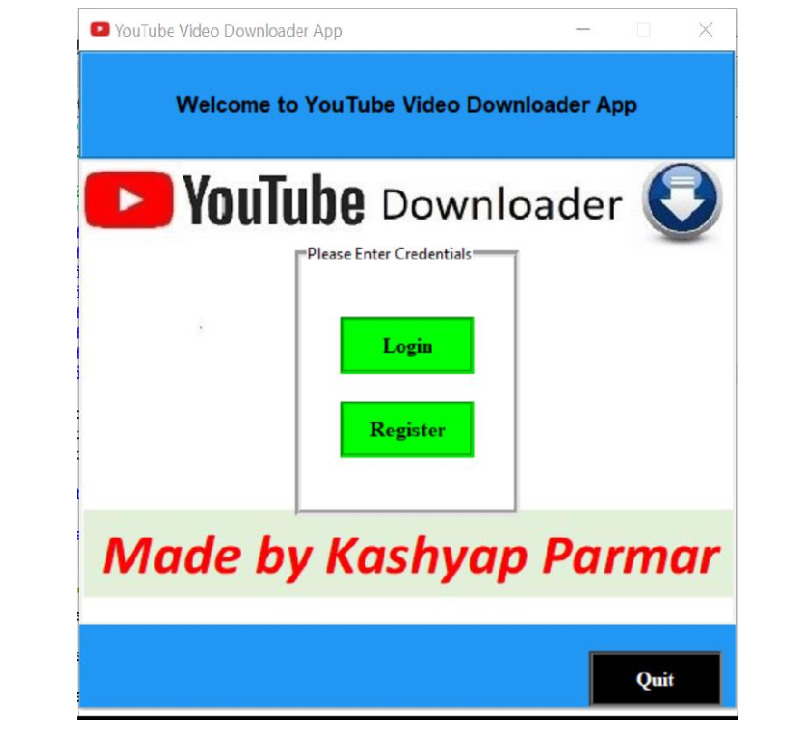 YouTube Video Downloader App
Welcome to YouTube Video Downloader App
YouTube Downloader
Please Enter Credentials
Login
Register
Made by Kashyap Parmar
Quit